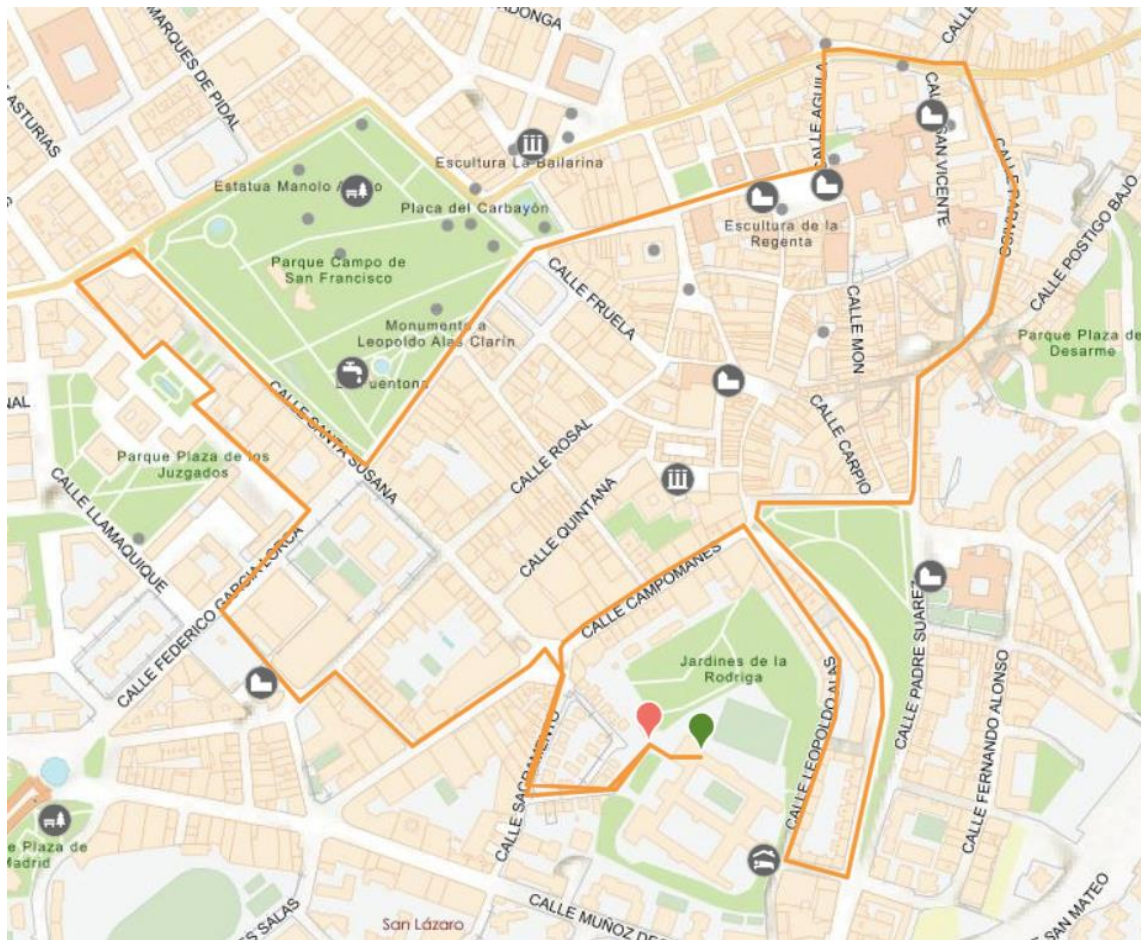 ADONGA
MARQUES DE PIDAL
ASTURIAS
CALLE AGUILA
SAN VICENTE
CALLE PARAISO
CALLE POSTIGO BAJO
Escultura La Bailarina
Estatua Manolo
Placa del Carbayón
Escultura de la
Regenta
Parque Campo de
San Francisco
CALLE FRUELA
CALLE MON
Monumento a
Leopoldo Alas Clarín
Parque Plaza de
Desarme
CALLE SANTA SUSANA
CALLE ROSAL
CALLE CARPIO
Parque Plaza de los
Juzgados
CALLE LLAMAQUIQUE
CALLE QUINTANA
CALLE FEDERICO GARCIA LORCA
CALLE CAMPOMANES
CALLE PADRE SUAREZ
Jardines de la
Rodriga
CALLE LEOPOLDO ALAS
CALLE FERNANDO ALONSO
CALLE SACRAMENTO
e Plaza de
Madrid
SALAS
San Lázaro
CALLE MUÑOZ DEG
SAN MATEO